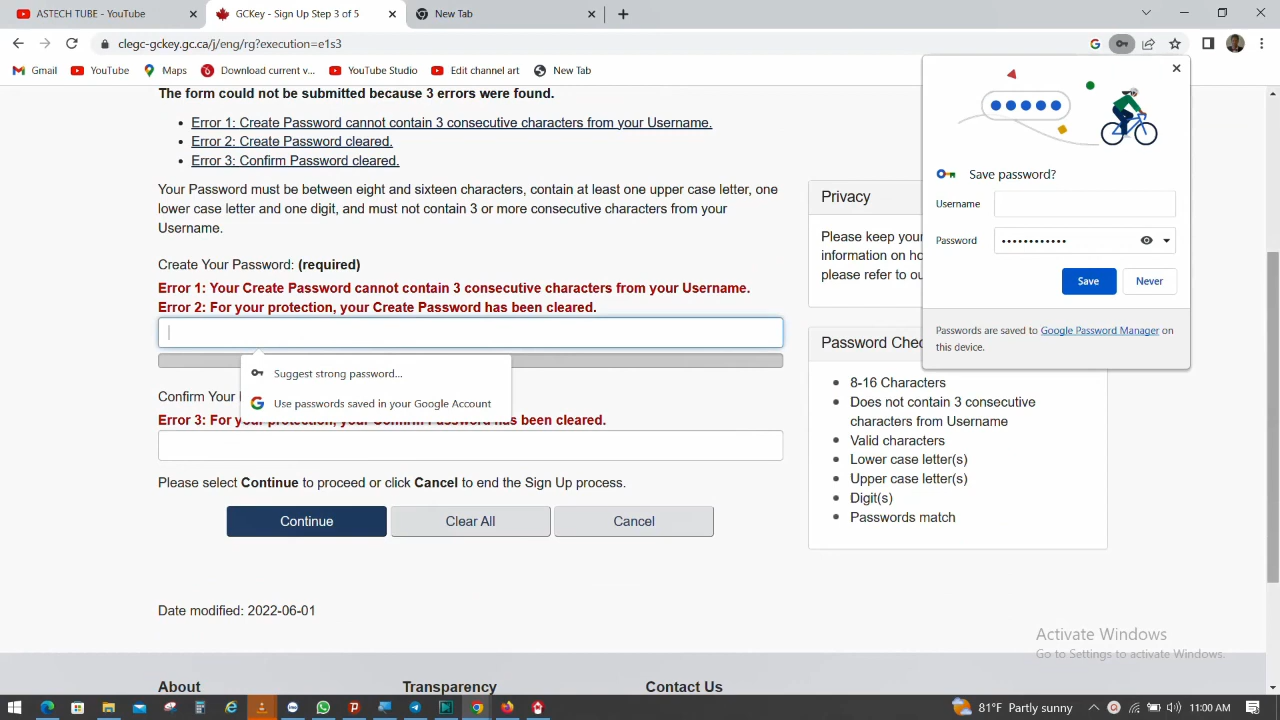 ASTECH TUBE - YouTube
GCKey - Sign Up Step 3 of 5
New Tab
clegc-gckey.gc.ca/j/eng/rg?execution=e1s3
Gmail
YouTube
Maps
Download current v...
YouTube Studio
Edit channel art
New Tab
The form could not be submitted because 3 errors were found.
Error 1: Create Password cannot contain 3 consecutive characters from your Username.
Error 2: Create Password cleared.
Error 3: Confirm Password cleared.
Your Password must be between eight and sixteen characters, contain at least one upper case letter, one
lower case letter and one digit, and must not contain 3 or more consecutive characters from your
Username.
Create Your Password: (required)
Error 1: Your Create Password cannot contain 3 consecutive characters from your Username.
Error 2: For your protection, your Create Password has been cleared.
Suggest strong password...
Use passwords saved in your Google Account
Confirm Your
Error 3: For your protection, your Confirm Password has been cleared.
Please select Continue to proceed or click Cancel to end the Sign Up process.
Continue
Clear All
Cancel
Date modified: 2022-06-01
Privacy
Please keep your
information on ho
please refer to ou
Password Che
8-16 Characters
Does not contain 3 consecutive
characters from Username
Valid characters
Lower case letter(s)
Upper case letter(s)
Digit(s)
Passwords match
Save password?
Username
Password
Save
Never
Passwords are saved to Google Password Manager on
this device.
Activate Windows
Go to Settings to activate Windows.
About
Transparency
Contact Us
81°F Partly sunny
11:00 AM